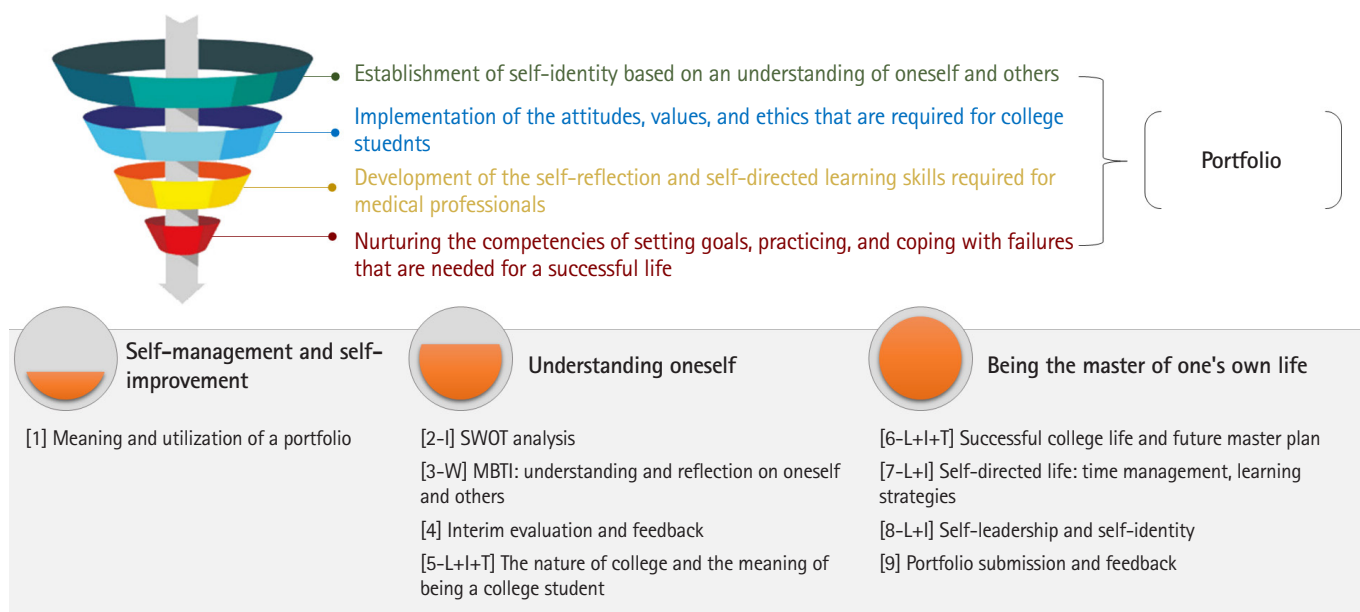 Establishment of self-identity based on an understanding of oneself and others
Implementation of the attitudes, values, and ethics that are required for college
stuednts
Development of the self-reflection and self-directed learning skills required for
medical professionals
Nurturing the competencies of setting goals, practicing, and coping with failures
that are needed for a successful life
Portfolio
Self-management and self-
improvement
[1] Meaning and utilization of a portfolio
Understanding oneself
[2-I] SWOT analysis
[3-W] MBTI: understanding and reflection on oneself
and others
[4] Interim evaluation and feedback
[5-L+I+T] The nature of college and the meaning of
being a college student
Being the master of one's own life
[6-L+I+T] Successful college life and future master plan
[7-L+I] Self-directed life: time management, learning
strategies
[8-L+I] Self-leadership and self-identity
[9] Portfolio submission and feedback